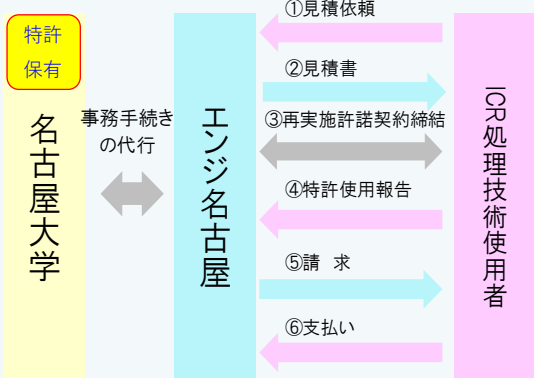 特許
保有
名古屋大学
事務手続き
の代行
エンジ名古屋
①見積依頼
②見積書
③再実施許諾契約締結
④特許使用報告
⑤請　求
⑥支払い
ICR処理技術使用者